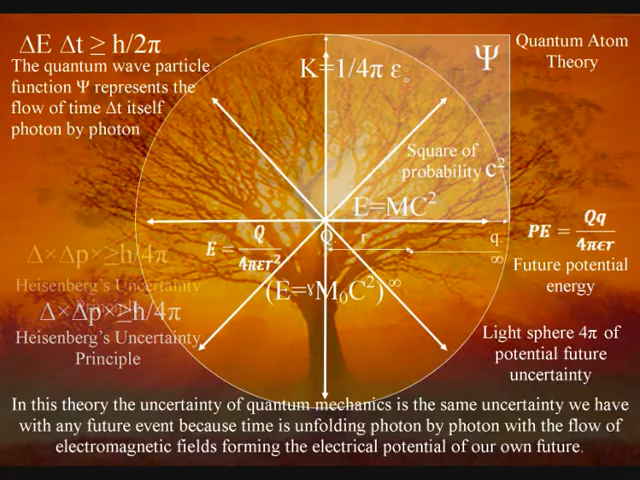 ΔE Δt ≥ h/2π
The quantum wave particle
function Ψ represents the
flow of time Δt itself
photon by photon
K=1/4π ε˳
Ψ
Quantum Atom
Theory
Square of
probability c²
E=MC²
E = Q/4πεr²
Q.
r
q.
∞
PE = Qq/4πεr
Future potential
energy
Δ×Δp×≥h/4π
Heisenberg's Uncertainty
Principle
(E=ᵞM₀C²)∞
Δ×Δp×≥h/4π
Heisenberg's Uncertainty
Principle
Light sphere 4π of
potential future
uncertainty
In this theory the uncertainty of quantum mechanics is the same uncertainty we have
with any future event because time is unfolding photon by photon with the flow of
electromagnetic fields forming the electrical potential of our own future.